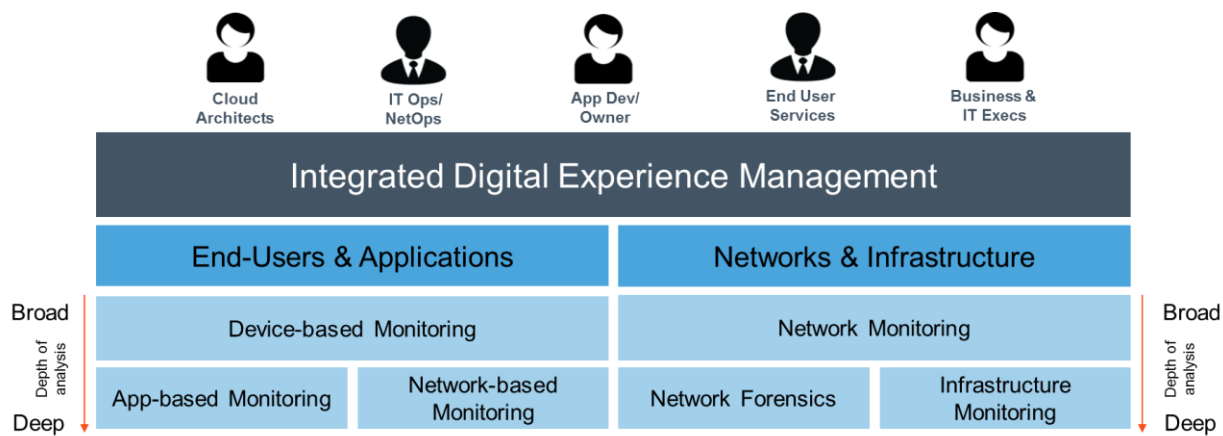 Cloud
Architects
IT Ops/
NetOps
App Dev/
Owner
End User
Services
Business &
IT Execs
Integrated Digital Experience Management
End-Users & Applications
Networks & Infrastructure
Broad
Depth of
analysis
Deep
Device-based Monitoring
Network Monitoring
App-based Monitoring
Network-based
Monitoring
Network Forensics
Infrastructure
Monitoring
Broad
Depth of
analysis
Deep